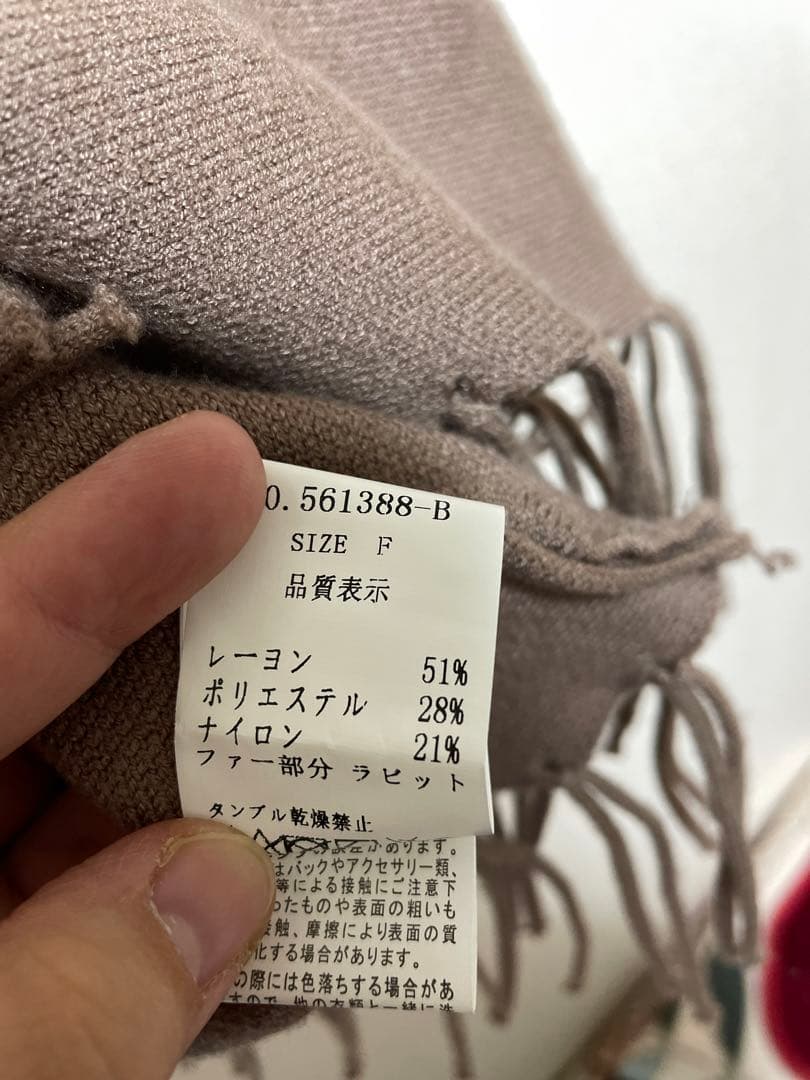 0.561388-B
SIZE F
品質表示
レーヨン 51%
ポリエステル 28%
ナイロン 21%
ファー部分 ラビット
タンブル乾燥禁止
があります。
はバックやアクセサリー類、
等による接触にご注意下
ったものや表面の粗いも
接触、摩擦により表面の質
化する場合があります。
の際には色落ちする場合があ
すので、他の衣類と一緒に洗